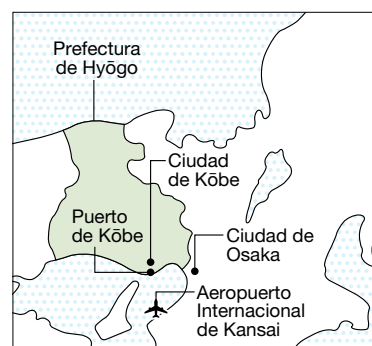 Prefectura
de Hyōgo
Ciudad
de Kōbe
Puerto
de Kōbe
Ciudad de
Osaka
Aeropuerto
Internacional
de Kansai